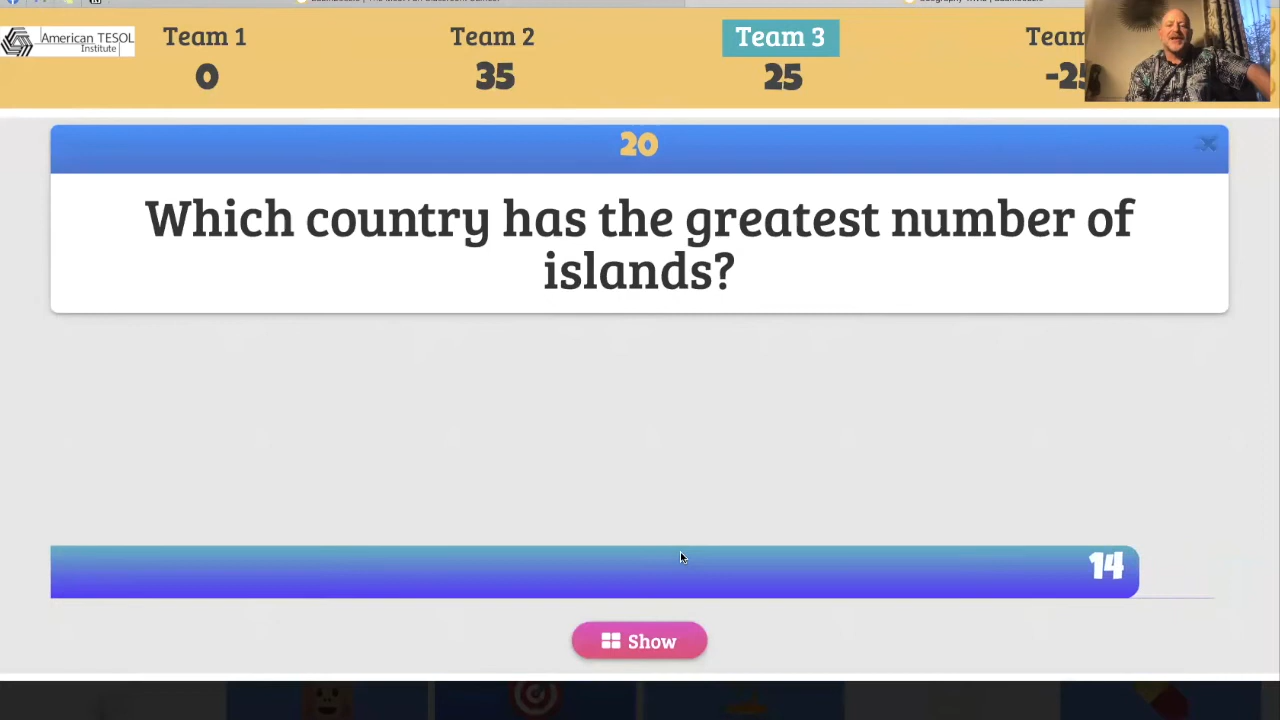 American TESOL
Institute
Team 1
Team 2
Team 3
Team
0
35
25
-25
20
Which country has the greatest number of
islands?
14
Show